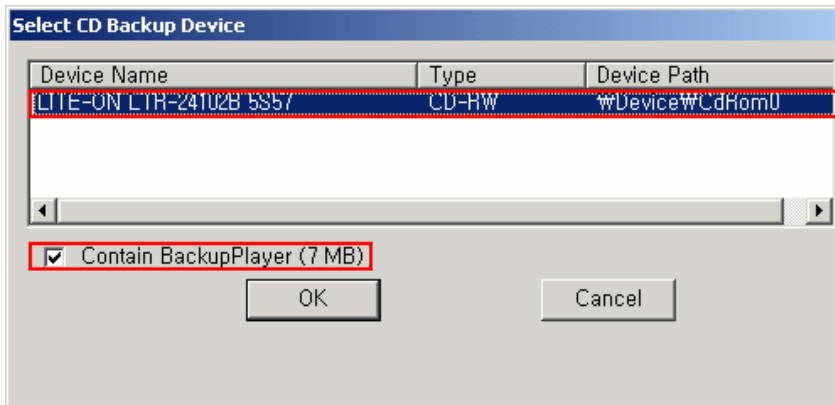 Select CD Backup Device
Device Name Type Device Path
LITE-ON LTR-24102B 5S57 CD-RW ₩Device₩CdRom0
Contain BackupPlayer (7 MB)
OK Cancel